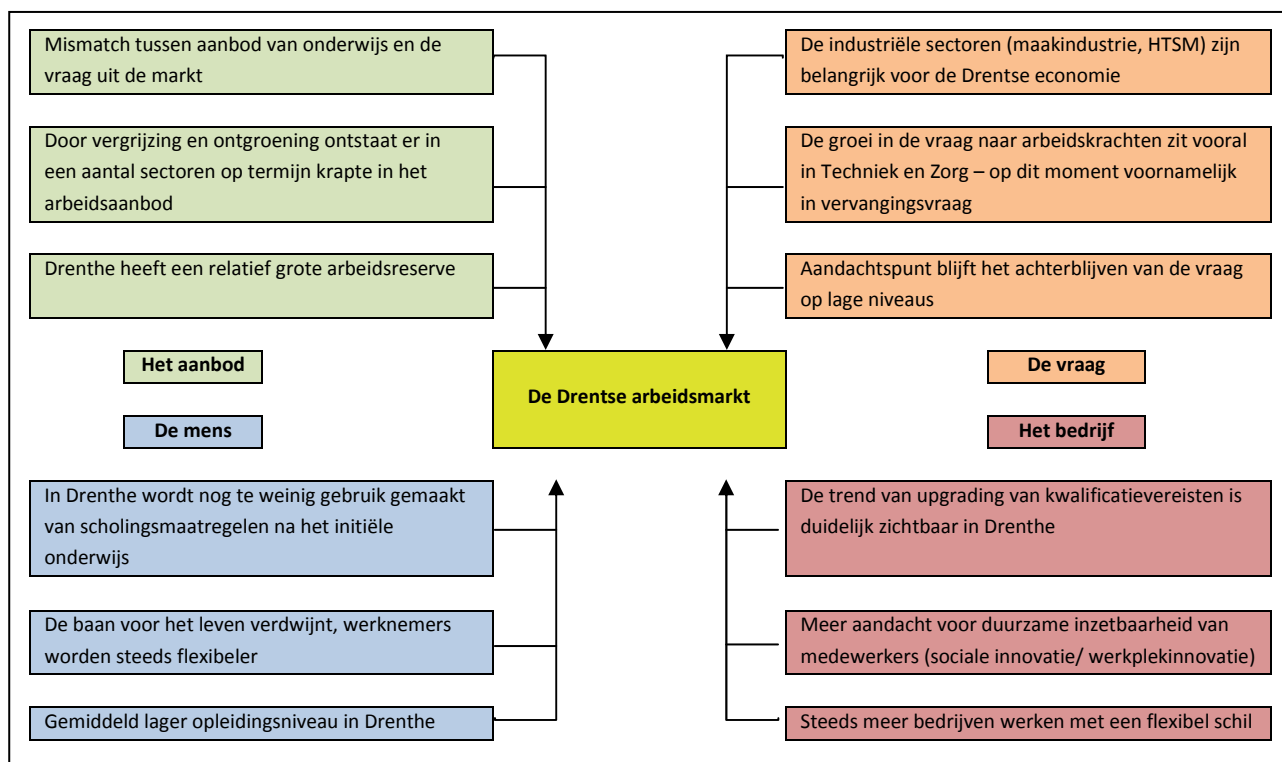 Mismatch tussen aanbod van onderwijs en de
vraag uit de markt
Door vergrijzing en ontgroening ontstaat er in
een aantal sectoren op termijn krapte in het
arbeidsaanbod
Drenthe heeft een relatief grote arbeidsreserve
De industriële sectoren (maakindustrie, HTSM) zijn
belangrijk voor de Drentse economie
De groei in de vraag naar arbeidskrachten zit vooral
in Techniek en Zorg – op dit moment voornamelijk
in vervangingsvraag
Aandachtspunt blijft het achterblijven van de vraag
op lage niveaus
Het aanbod
De mens
De Drentse arbeidsmarkt
De vraag
Het bedrijf
In Drenthe wordt nog te weinig gebruik gemaakt
van scholingsmaatregelen na het initiële
onderwijs
De baan voor het leven verdwijnt, werknemers
worden steeds flexibeler
Gemiddeld lager opleidingsniveau in Drenthe
De trend van upgrading van kwalificatievereisten is
duidelijk zichtbaar in Drenthe
Meer aandacht voor duurzame inzetbaarheid van
medewerkers (sociale innovatie/ werkplekinnovatie)
Steeds meer bedrijven werken met een flexibel schil